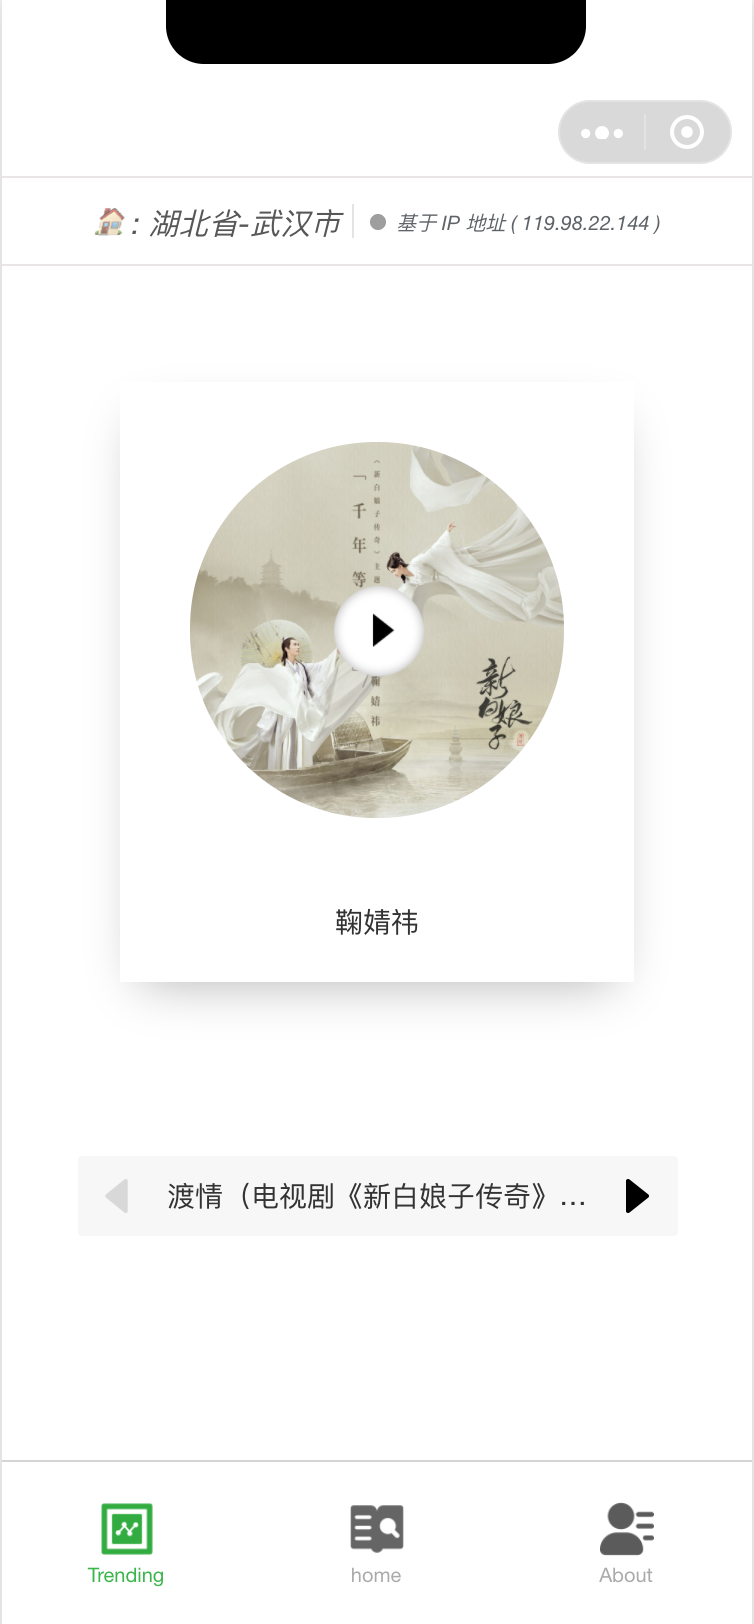 : 湖北省-武汉市 基于 IP 地址 ( 119.98.22.144 )
《新白娘子传奇》主题
「千年等
」鞠婧祎
新白娘子
鞠婧祎
渡情（电视剧《新白娘子传奇》...
Trending home About